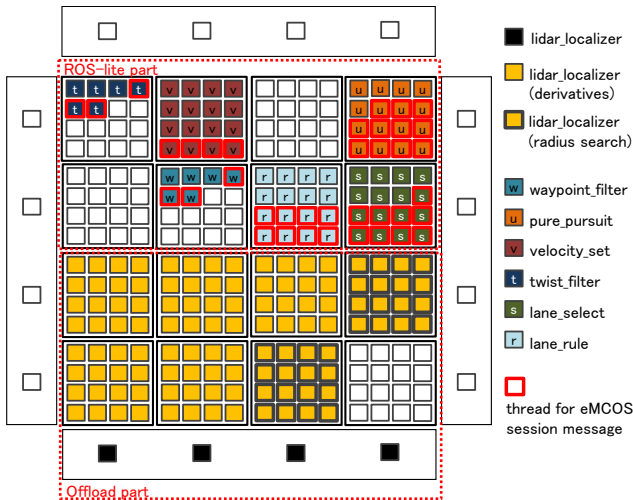 ROS-lite part
t t t t v v v v u u u u
t t v v v v u u u u
v v v v u u u u
v v v v u u u u
w w w w r r r r s s s s
w w r r r r s s s s
r r r r s s s s
r r r r s s s s
Offload part
lidar_localizer
lidar_localizer
(derivatives)
lidar_localizer
(radius search)
w waypoint_filter
u pure_pursuit
v velocity_set
t twist_filter
s lane_select
r lane_rule
thread for eMCOS
session message